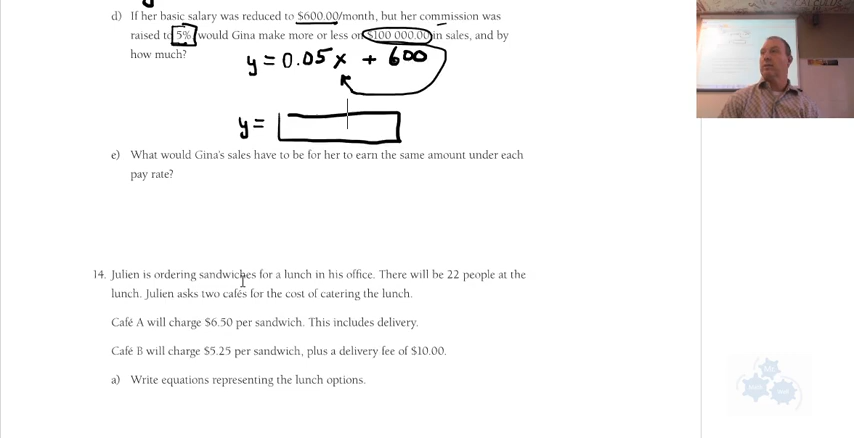 d) If her basic salary was reduced to $600.00/month, but her commission was
raised to 5%, would Gina make more or less on $100 000.00 in sales, and by
how much?
y = 0.05x + 600
y =
e) What would Gina's sales have to be for her to earn the same amount under each
pay rate?
14. Julien is ordering sandwiches for a lunch in his office. There will be 22 people at the
lunch. Julien asks two cafés for the cost of catering the lunch.
Café A will charge $6.50 per sandwich. This includes delivery.
Café B will charge $5.25 per sandwich, plus a delivery fee of $10.00.
a) Write equations representing the lunch options.